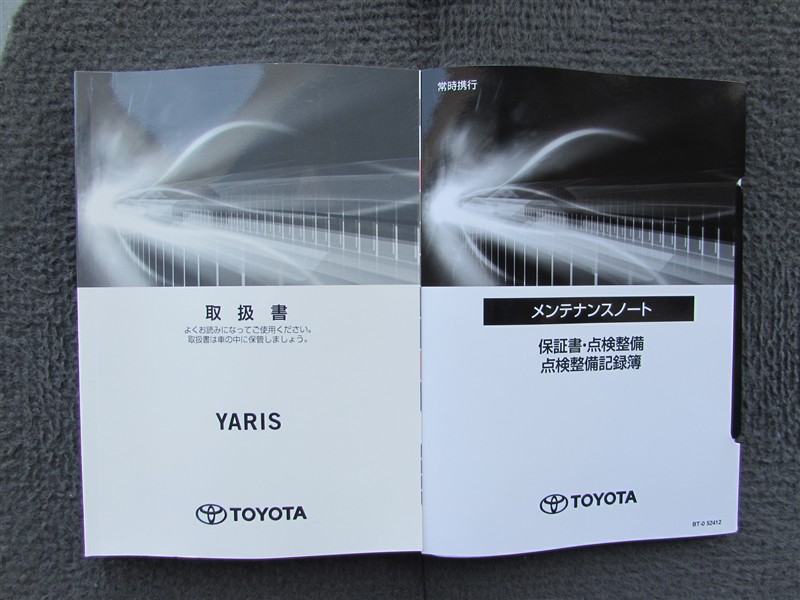 取扱書
よくお読みになってご使用ください。
取扱書は車の中に保管しましょう。
YARIS
TOYOTA
常時携行
メンテナンスノート
保証書・点検整備
点検整備記録簿
TOYOTA
BT-0 52412